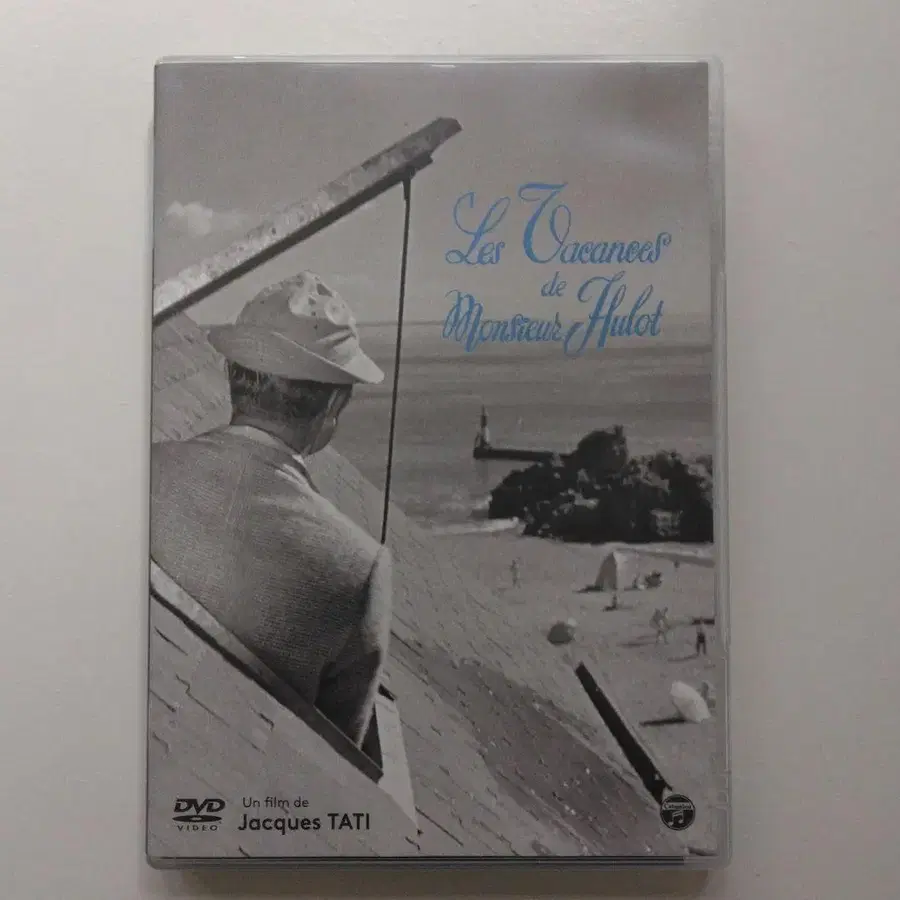 Les Vacances
de
Monsieur Hulot
DVD
VIDEO
Un film de
Jacques TATI